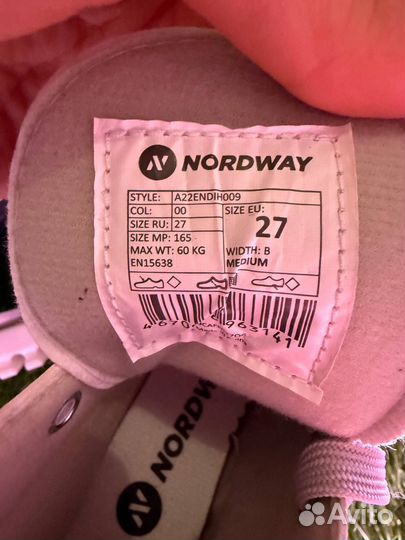 NORDWAY
STYLE: A22ENDIH009
COL: 00 SIZE EU:
SIZE RU: 27 27
SIZE MP: 165
MAX WT: 60 KG WIDTH: B
EN15638 MEDIUM
NORDWAY
Avito